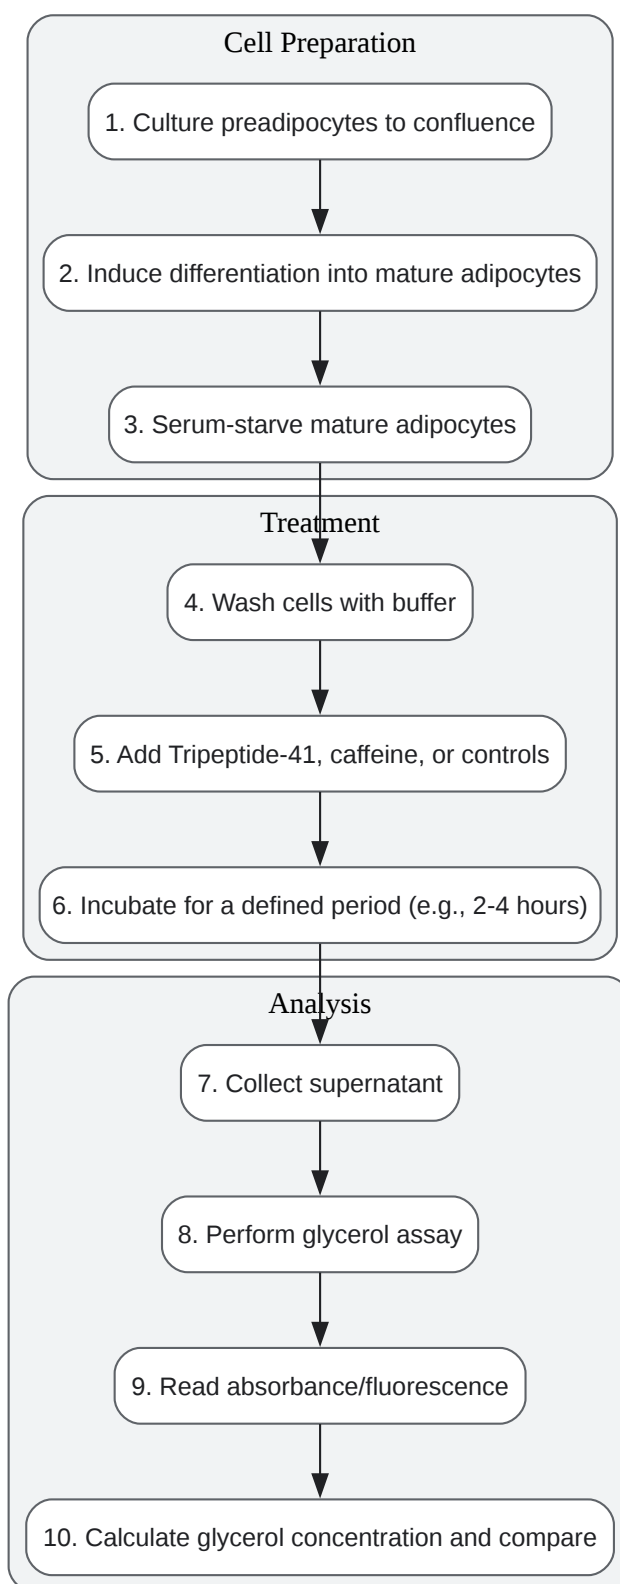 Cell Preparation
1. Culture preadipocytes to confluence
2. Induce differentiation into mature adipocytes
3. Serum-starve mature adipocytes
Treatment
4. Wash cells with buffer
5. Add Tripeptide-41, caffeine, or controls
6. Incubate for a defined period (e.g., 2-4 hours)
Analysis
7. Collect supernatant
8. Perform glycerol assay
9. Read absorbance/fluorescence
10. Calculate glycerol concentration and compare